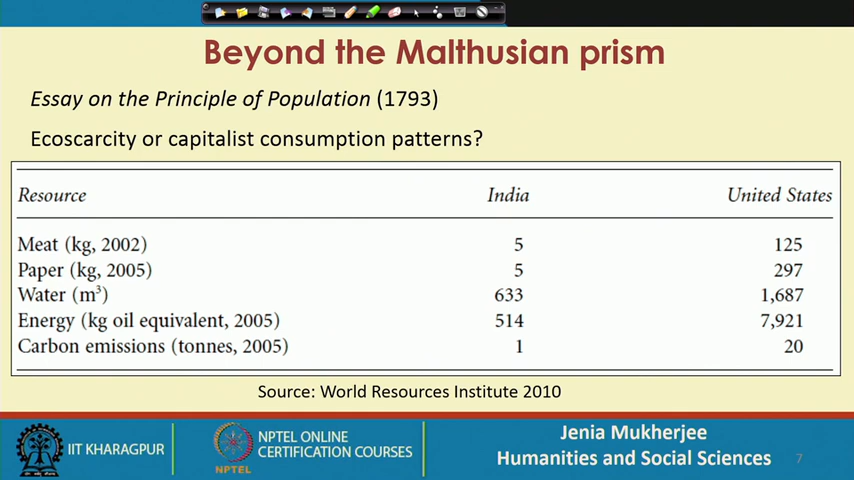 Beyond the Malthusian prism
Essay on the Principle of Population (1793)
Ecoscarcity or capitalist consumption patterns?
Resource India United States
Meat (kg, 2002) 5 125
Paper (kg, 2005) 5 297
Water (m³) 633 1,687
Energy (kg oil equivalent, 2005) 514 7,921
Carbon emissions (tonnes, 2005) 1 20
Source: World Resources Institute 2010
IIT KHARAGPUR
NPTEL
NPTEL ONLINE
CERTIFICATION COURSES
Jenia Mukherjee
Humanities and Social Sciences
7